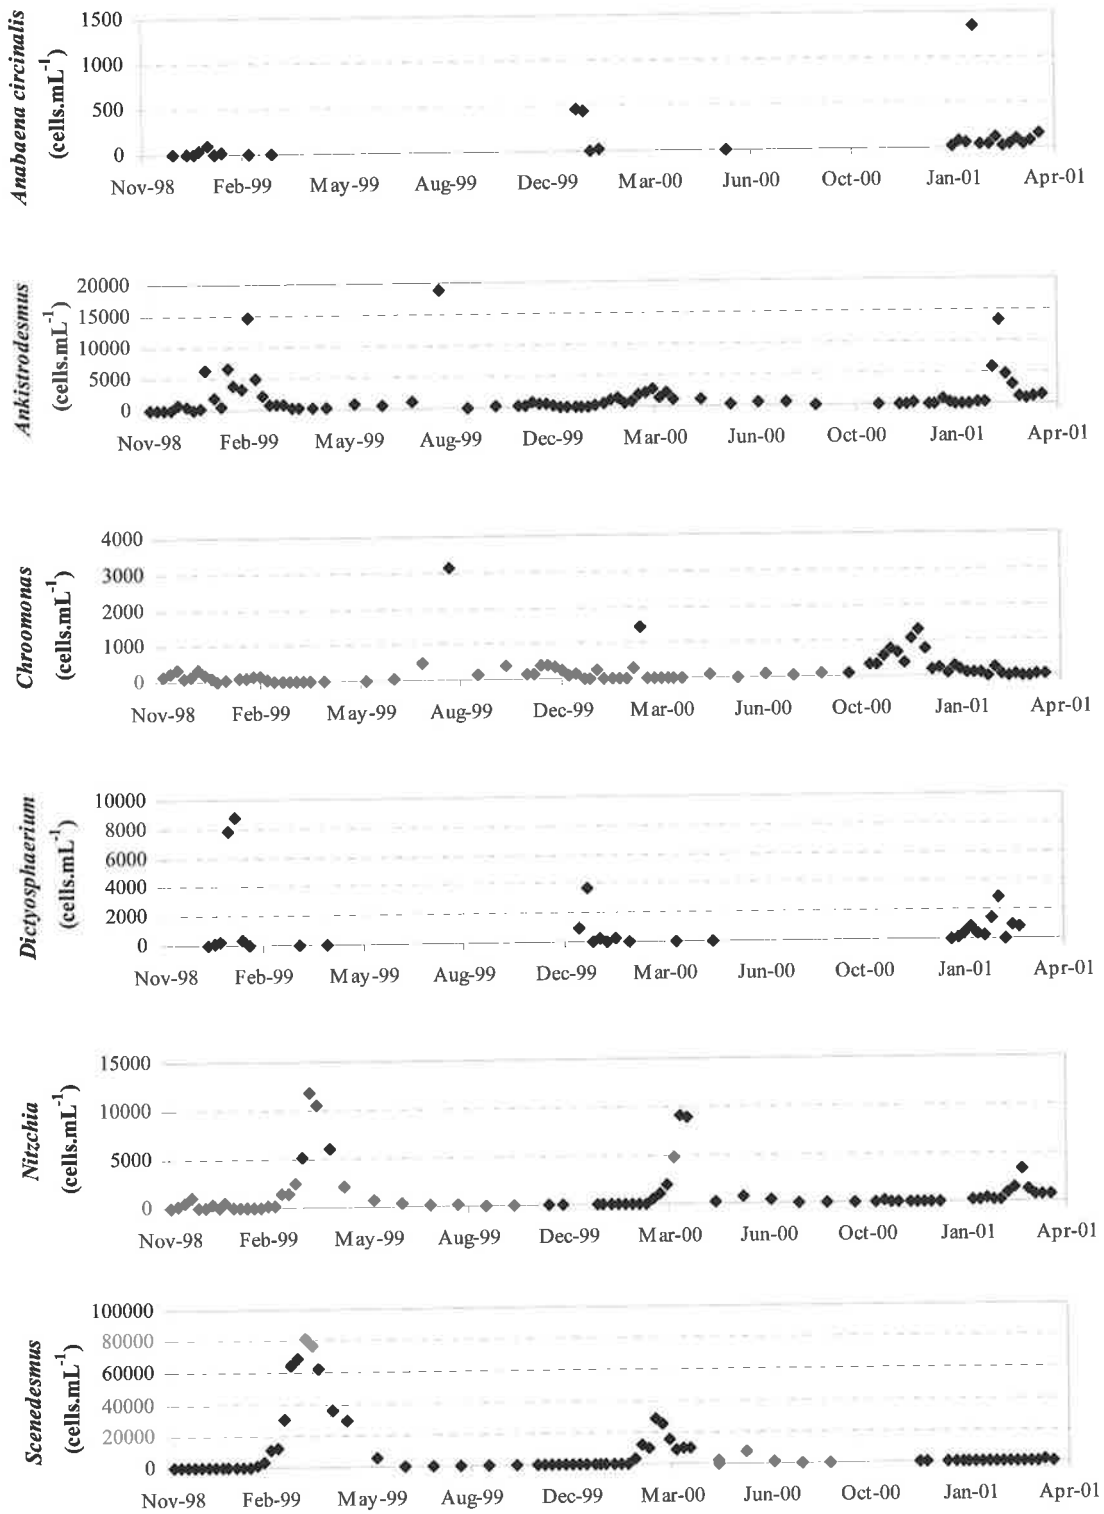 Anabaena circinalis
(cells.mL-1)
1500
1000
500
0
Nov-98 Feb-99 May-99 Aug-99 Dec-99 Mar-00 Jun-00 Oct-00 Jan-01 Apr-01
Ankistrodesmus
(cells.mL-1)
20000
15000
10000
5000
0
Nov-98 Feb-99 May-99 Aug-99 Dec-99 Mar-00 Jun-00 Oct-00 Jan-01 Apr-01
Chroomonas
(cells.mL-1)
4000
3000
2000
1000
0
Nov-98 Feb-99 May-99 Aug-99 Dec-99 Mar-00 Jun-00 Oct-00 Jan-01 Apr-01
Dictyosphaerium
(cells.mL-1)
10000
8000
6000
4000
2000
0
Nov-98 Feb-99 May-99 Aug-99 Dec-99 Mar-00 Jun-00 Oct-00 Jan-01 Apr-01
Nitzchia
(cells.mL-1)
15000
10000
5000
0
Nov-98 Feb-99 May-99 Aug-99 Dec-99 Mar-00 Jun-00 Oct-00 Jan-01 Apr-01
Scenedesmus
(cells.mL-1)
100000
80000
60000
40000
20000
0
Nov-98 Feb-99 May-99 Aug-99 Dec-99 Mar-00 Jun-00 Oct-00 Jan-01 Apr-01